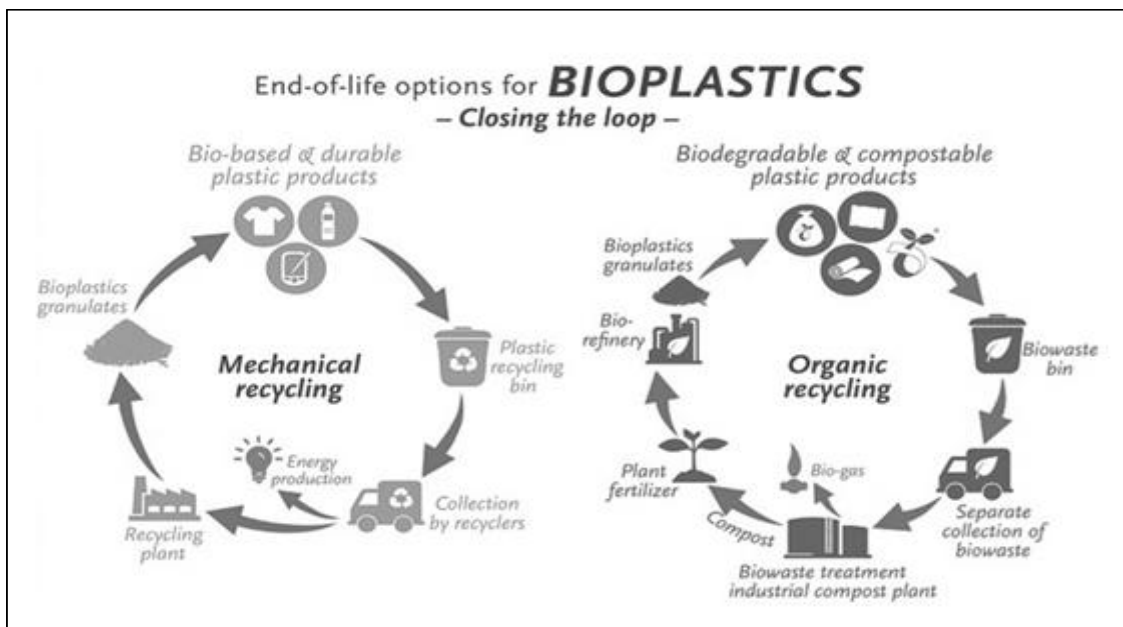 End-of-life options for BIOPLASTICS
– Closing the loop –
Bio-based & durable
plastic products
Bioplastics
granulates
Mechanical
recycling
Plastic
recycling
bin
Energy
production
Collection
by recyclers
Recycling
plant
Biodegradable & compostable
plastic products
Bioplastics
granulates
Bio-
refinery
Organic
recycling
Biowaste
bin
Plant
fertilizer
Bio-gas
Compost
Separate
collection of
biowaste
Biowaste treatment
industrial compost plant